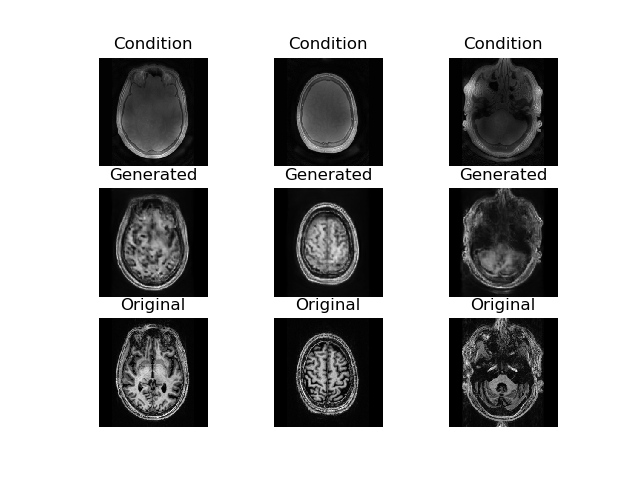 Condition Condition Condition
Generated Generated Generated
Original Original Original